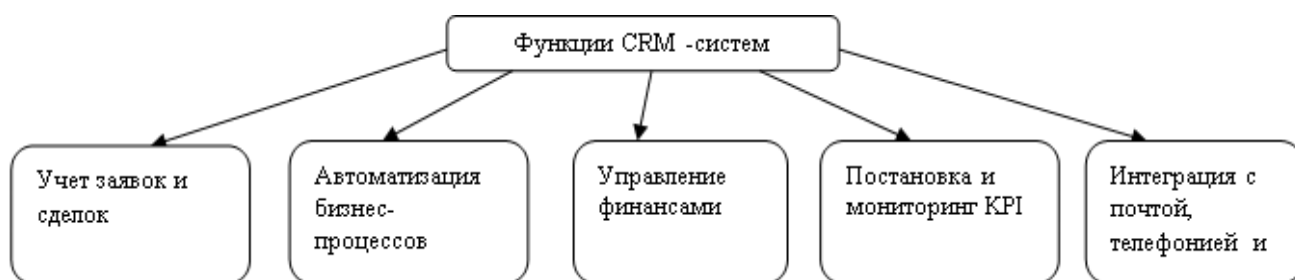 Функции CRM -систем
Учет заявок и
сделок
Автоматизация
бизнес-
процессов
Управление
финансами
Постановка и
мониторинг KPI
Интеграция с
почтой,
телефонией и